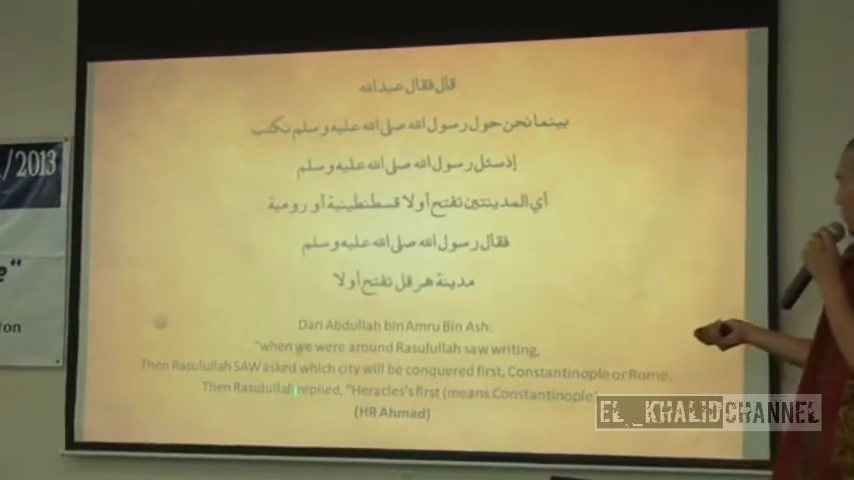 قال فقال عبدالله
بينما نحن حول رسول الله صلى الله عليه وسلم نكتب
إذسئل رسول الله صلى الله عليه وسلم
أي المدينتين تفتح أولا قسطنطينية أو رومية
فقال رسول الله صلى الله عليه وسلم
مدينة هرقل تفتح أولا
Dari Abdullah bin Amru Bin Ash:
"when we were around Rasulullah saw writing,
Then Rasulullah SAW asked which city will be conquered first, Constantinople or Rome.
Then Rasulullah replied, "Heracles's first (means Constantinople"
(HR Ahmad)
/2013
EL_KHALID CHANNEL